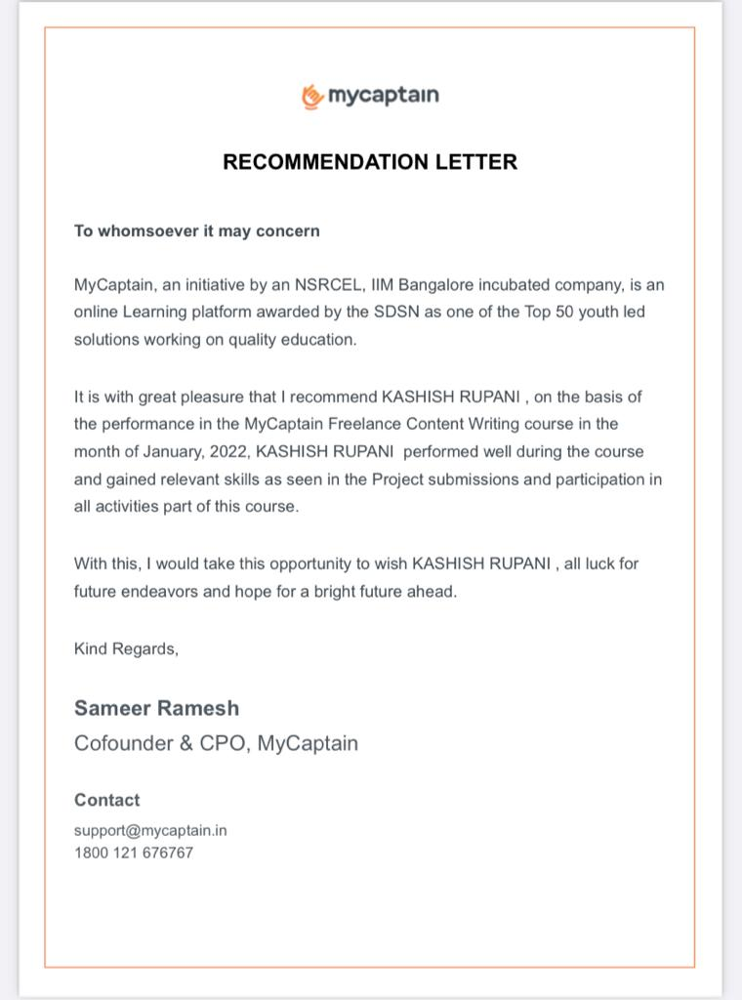 mycaptain
RECOMMENDATION LETTER
To whomsoever it may concern
MyCaptain, an initiative by an NSRCEL, IIM Bangalore incubated company, is an
online Learning platform awarded by the SDSN as one of the Top 50 youth led
solutions working on quality education.
It is with great pleasure that I recommend KASHISH RUPANI , on the basis of
the performance in the MyCaptain Freelance Content Writing course in the
month of January, 2022, KASHISH RUPANI  performed well during the course
and gained relevant skills as seen in the Project submissions and participation in
all activities part of this course.
With this, I would take this opportunity to wish KASHISH RUPANI , all luck for
future endeavors and hope for a bright future ahead.
Kind Regards,
Sameer Ramesh
Cofounder & CPO, MyCaptain
Contact
support@mycaptain.in
1800 121 676767